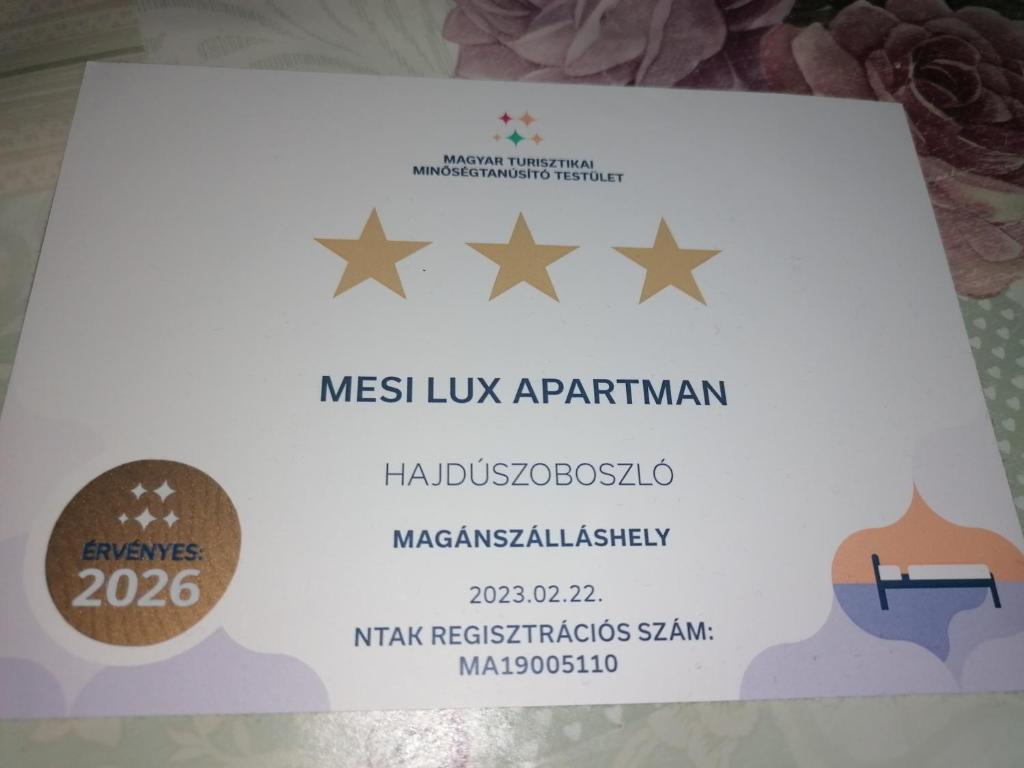 MAGYAR TURISZTIKAI
MINŐSÉGTANÚSÍTÓ TESTÜLET
MESI LUX APARTMAN
HAJDÚSZOBOSZLÓ
MAGÁNSZÁLLÁSHELY
2023.02.22.
NTAK REGISZTRÁCIÓS SZÁM:
MA19005110
ÉRVÉNYES:
2026